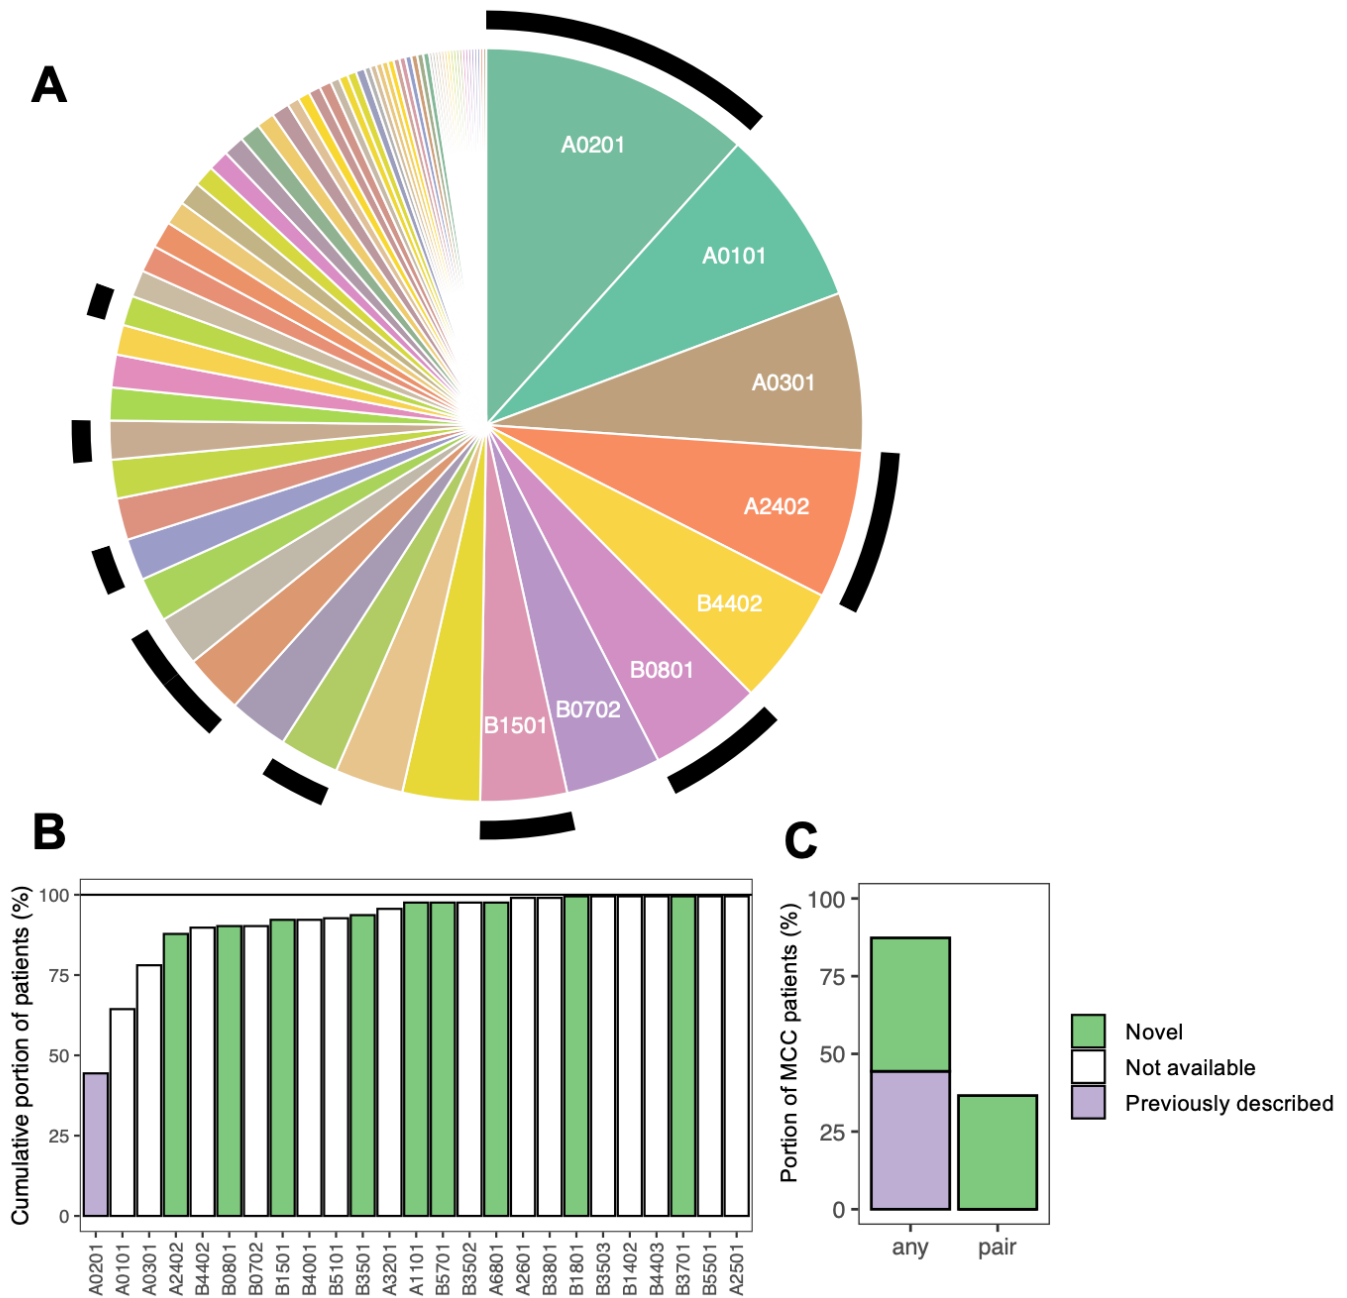 A
A0201
A0101
A0301
A2402
B4402
B0801
B0702
B1501
B
Cumulative portion of patients (%)
100
75
50
25
0
A0201
A0101
A0301
A2402
B4402
B0801
B0702
B1501
B4001
B5101
B3501
A3201
A1101
B5701
B3502
A6801
A2601
B3801
B1801
B3503
B1402
B4403
B3701
B5501
A2501
C
Portion of MCC patients (%)
100
75
50
25
0
any
pair
Novel
Not available
Previously described